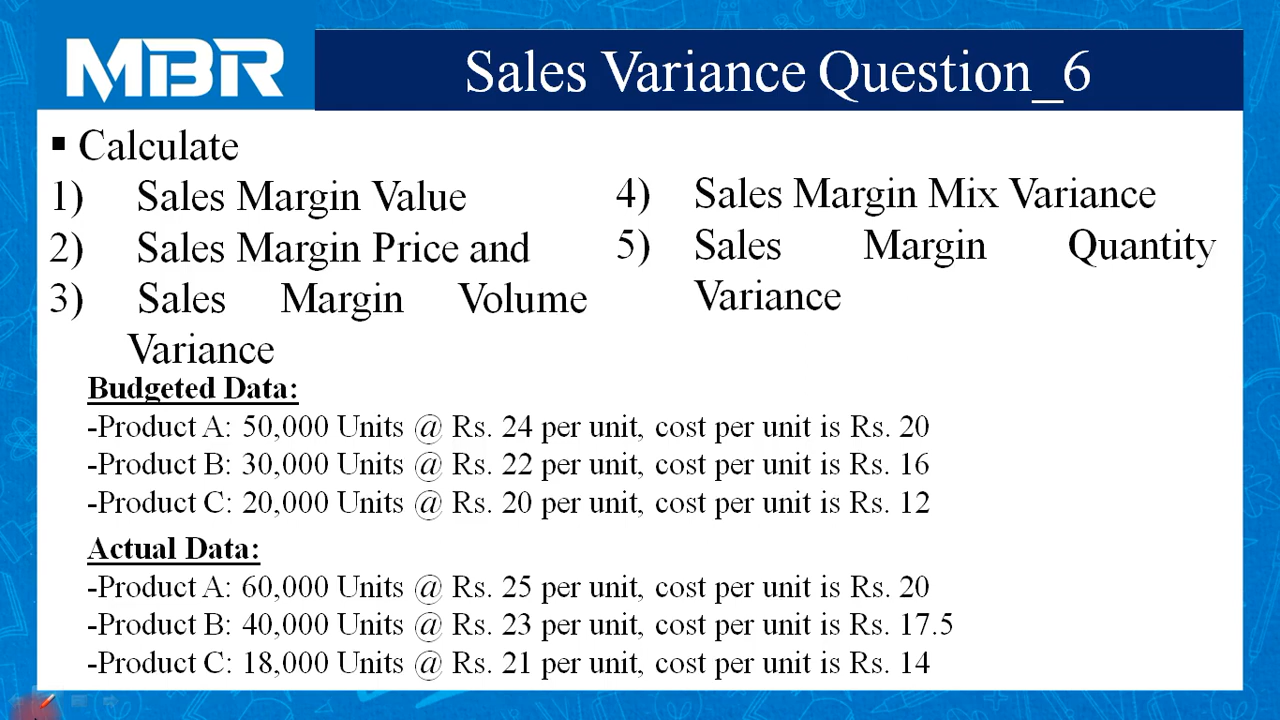 MBR
Sales Variance Question_6
▪ Calculate
1) Sales Margin Value
2) Sales Margin Price and
3) Sales Margin Volume
Variance
4) Sales Margin Mix Variance
5) Sales Margin Quantity
Variance
Budgeted Data:
-Product A: 50,000 Units @ Rs. 24 per unit, cost per unit is Rs. 20
-Product B: 30,000 Units @ Rs. 22 per unit, cost per unit is Rs. 16
-Product C: 20,000 Units @ Rs. 20 per unit, cost per unit is Rs. 12
Actual Data:
-Product A: 60,000 Units @ Rs. 25 per unit, cost per unit is Rs. 20
-Product B: 40,000 Units @ Rs. 23 per unit, cost per unit is Rs. 17.5
-Product C: 18,000 Units @ Rs. 21 per unit, cost per unit is Rs. 14